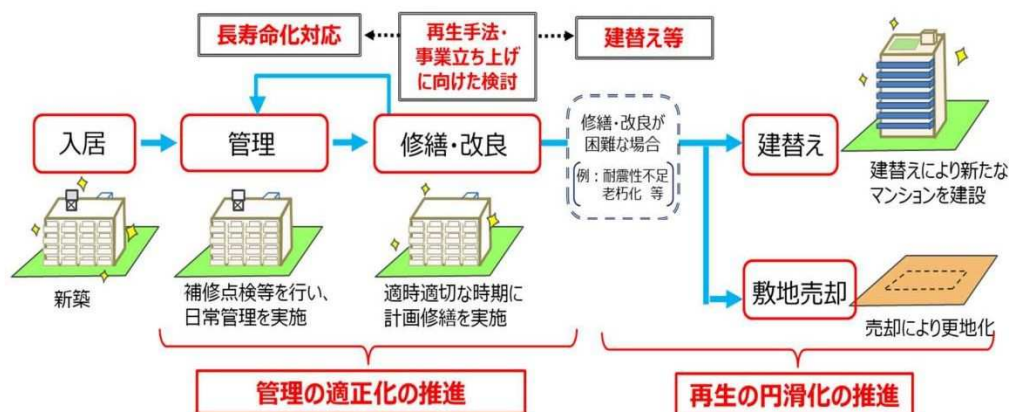 長寿命化対応
再生手法・
事業立ち上げ
に向けた検討
建替え等
入居
管理
修繕・改良
修繕・改良が
困難な場合
例：耐震性不足
老朽化 等
建替え
建替えにより新たな
マンションを建設
新築
補修点検等を行い、
日常管理を実施
適時適切な時期に
計画修繕を実施
敷地売却
売却により更地化
管理の適正化の推進
再生の円滑化の推進